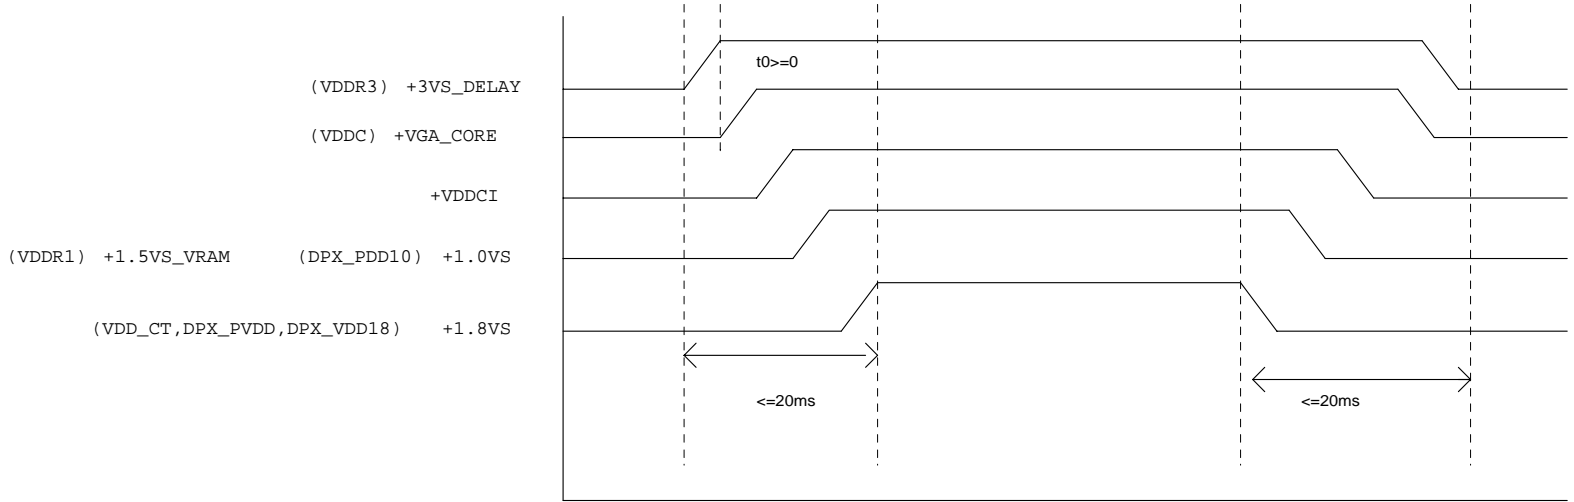 t0>=0
(VDDR3) +3VS_DELAY
(VDDC) +VGA_CORE
+VDDCI
(VDDR1) +1.5VS_VRAM (DPX_PDD10) +1.0VS
(VDD_CT,DPX_PVDD,DPX_VDD18) +1.8VS
<=20ms <=20ms